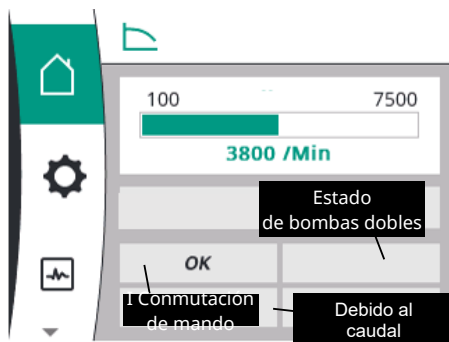 100 7500
3800 /Min
Estado
de bombas dobles
OK
I Conmutación
de mando
Debido al
caudal